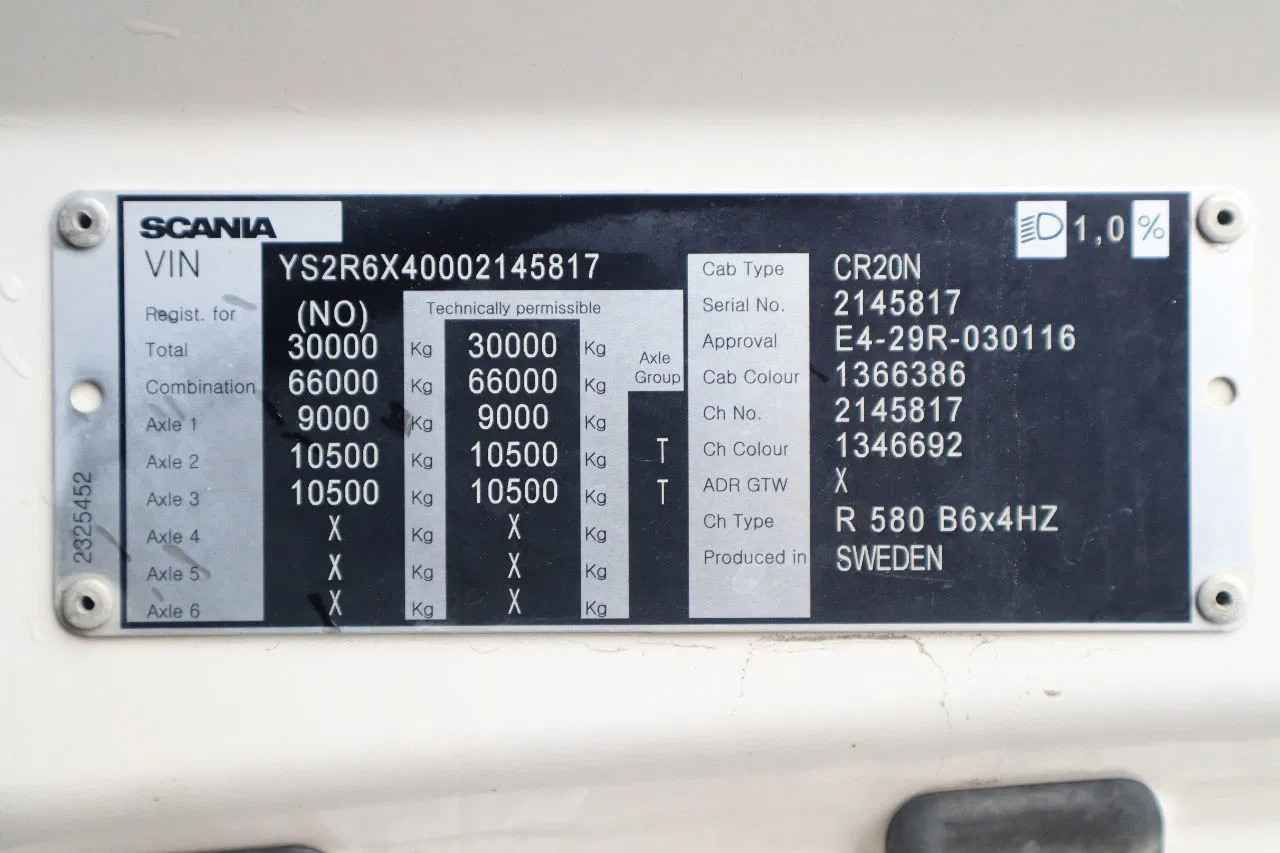 SCANIA
1,0 %
VIN YS2R6X40002145817
Regist. for (NO) Technically permissible
Total 30000 Kg 30000 Kg
Combination 66000 Kg 66000 Kg Axle Group
Axle 1 9000 Kg 9000 Kg
Axle 2 10500 Kg 10500 Kg T
Axle 3 10500 Kg 10500 Kg T
Axle 4 X Kg X Kg
Axle 5 X Kg X Kg
Axle 6 X Kg X Kg
Cab Type CR20N
Serial No. 2145817
Approval E4-29R-030116
Cab Colour 1366386
Ch No. 2145817
Ch Colour 1346692
ADR GTW X
Ch Type R 580 B6x4HZ
Produced in SWEDEN
2325452